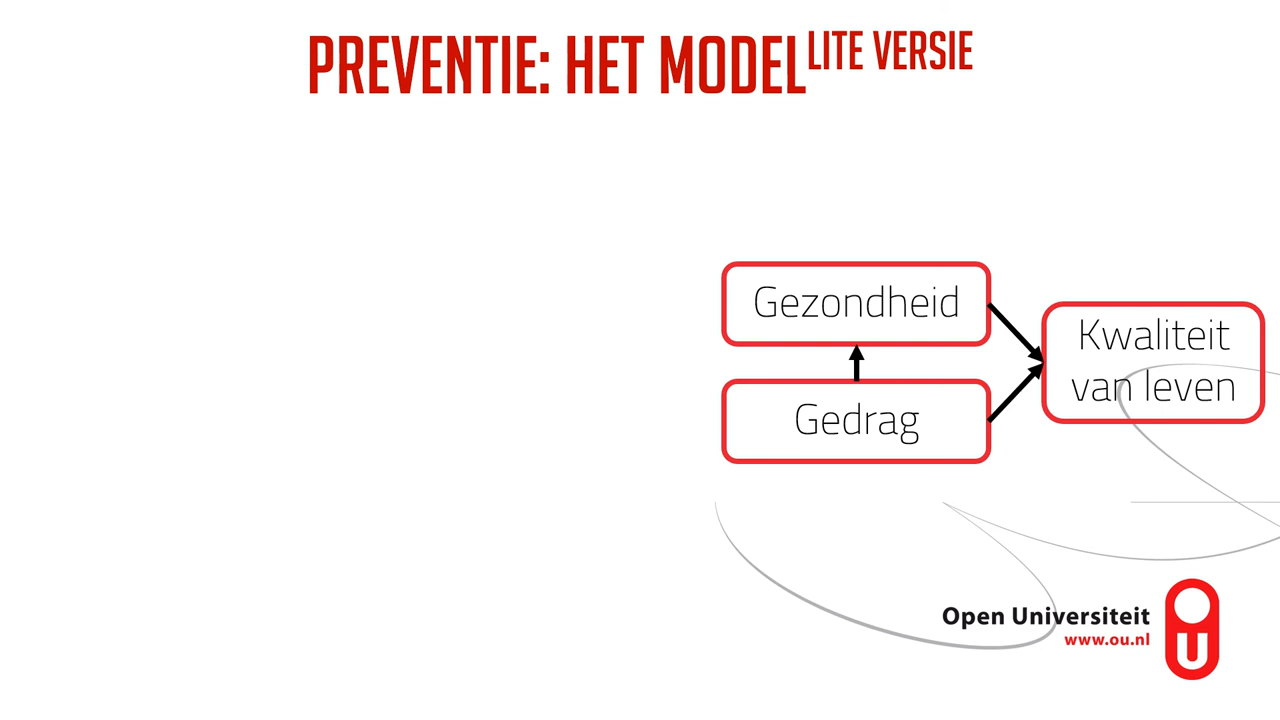 PREVENTIE: HET MODEL LITE VERSIE
Gezondheid
Kwaliteit
van leven
Gedrag
Open Universiteit
www.ou.nl